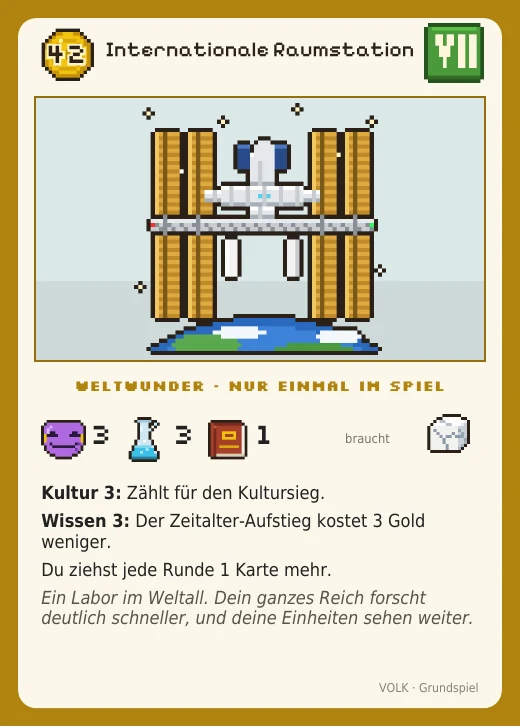 42 Internationale Raumstation VII
WELTWUNDER - NUR EINMAL IM SPIEL
3 3 1 braucht
Kultur 3: Zählt für den Kultursieg.
Wissen 3: Der Zeitalter-Aufstieg kostet 3 Gold
weniger.
Du ziehst jede Runde 1 Karte mehr.
Ein Labor im Weltall. Dein ganzes Reich forscht
deutlich schneller, und deine Einheiten sehen weiter.
VOLK · Grundspiel